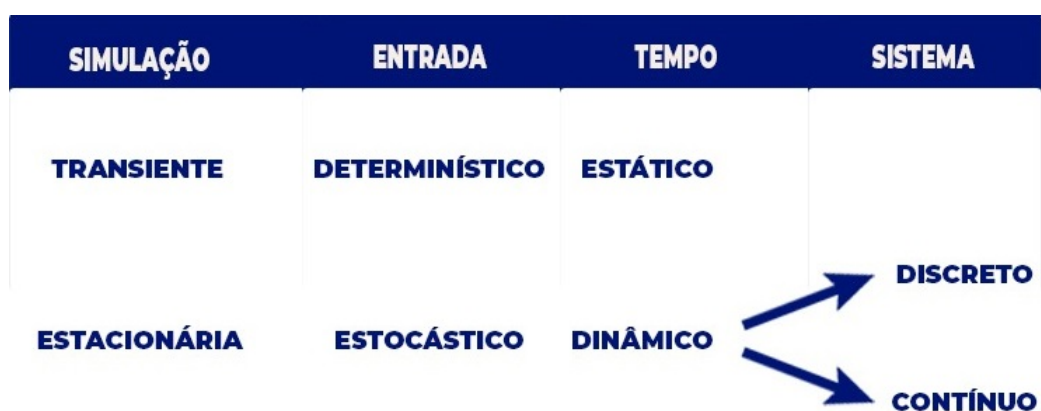 SIMULAÇÃO ENTRADA TEMPO SISTEMA
TRANSIENTE DETERMINÍSTICO ESTÁTICO
DISCRETO
ESTACIONÁRIA ESTOCÁSTICO DINÂMICO
CONTÍNUO